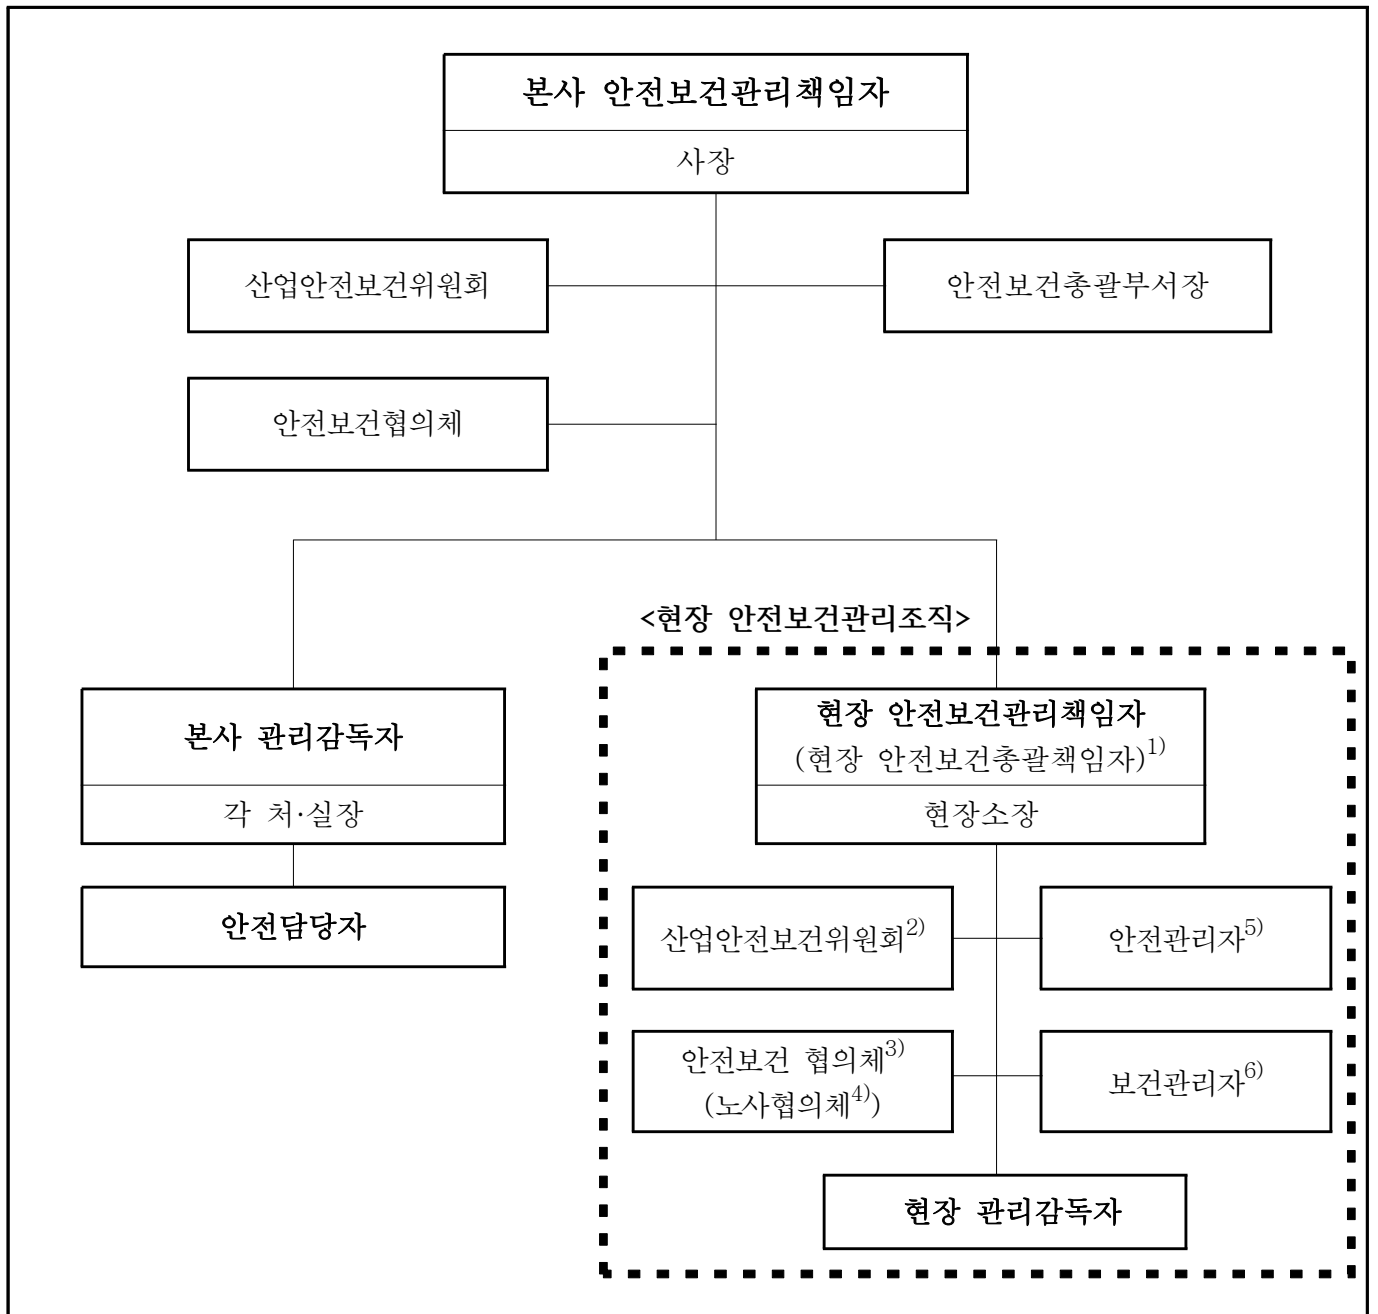 본사 안전보건관리책임자
사장
산업안전보건위원회
안전보건총괄부서장
안전보건협의체
<현장 안전보건관리조직>
본사 관리감독자
각 처·실장
안전담당자
현장 안전보건관리책임자
(현장 안전보건총괄책임자)1)
현장소장
산업안전보건위원회2)
안전관리자5)
안전보건 협의체3)
(노사협의체4))
보건관리자6)
현장 관리감독자